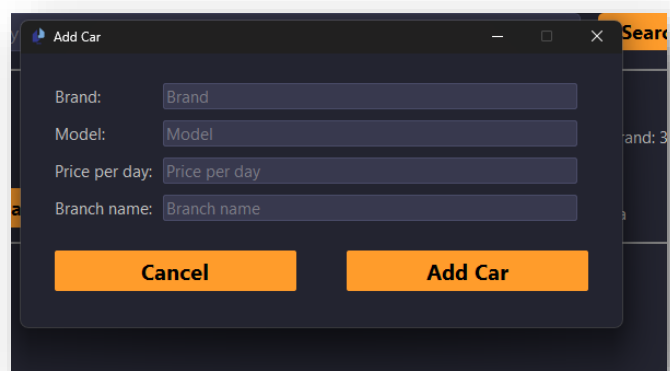 Add Car
Searc
Brand: Brand
Model: Model
rand: 3
Price per day: Price per day
Branch name: Branch name
a
a
Cancel
Add Car